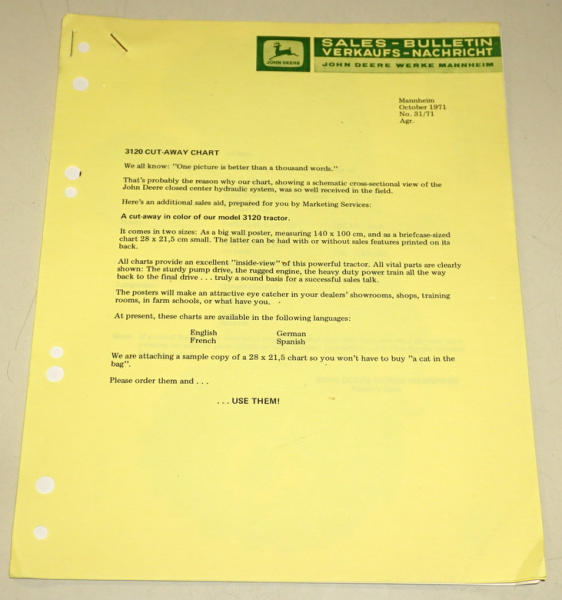 SALES-BULLETIN
VERKAUFS-NACHRICHT
JOHN DEERE
JOHN DEERE WERKE MANNHEIM
Mannheim
October 1971
No. 31/71
Agr.
3120 CUT-AWAY CHART
We all know: "One picture is better than a thousand words."
That's probably the reason why our chart, showing a schematic cross-sectional view of the
John Deere closed center hydraulic system, was so well received in the field.
Here's an additional sales aid, prepared for you by Marketing Services:
A cut-away in color of our model 3120 tractor.
It comes in two sizes: As a big wall poster, measuring 140 x 100 cm, and as a briefcase-sized
chart 28 x 21,5 cm small. The latter can be had with or without sales features printed on its
back.
All charts provide an excellent "inside-view" of this powerful tractor. All vital parts are clearly
shown: The sturdy pump drive, the rugged engine, the heavy duty power train all the way
back to the final drive . . . truly a sound basis for a successful sales talk.
The posters will make an attractive eye catcher in your dealers' showrooms, shops, training
rooms, in farm schools, or what have you.
At present, these charts are available in the following languages:
English German
French Spanish
We are attaching a sample copy of a 28 x 21,5 chart so you won't have to buy "a cat in the
bag".
Please order them and . . .
. . . USE THEM!